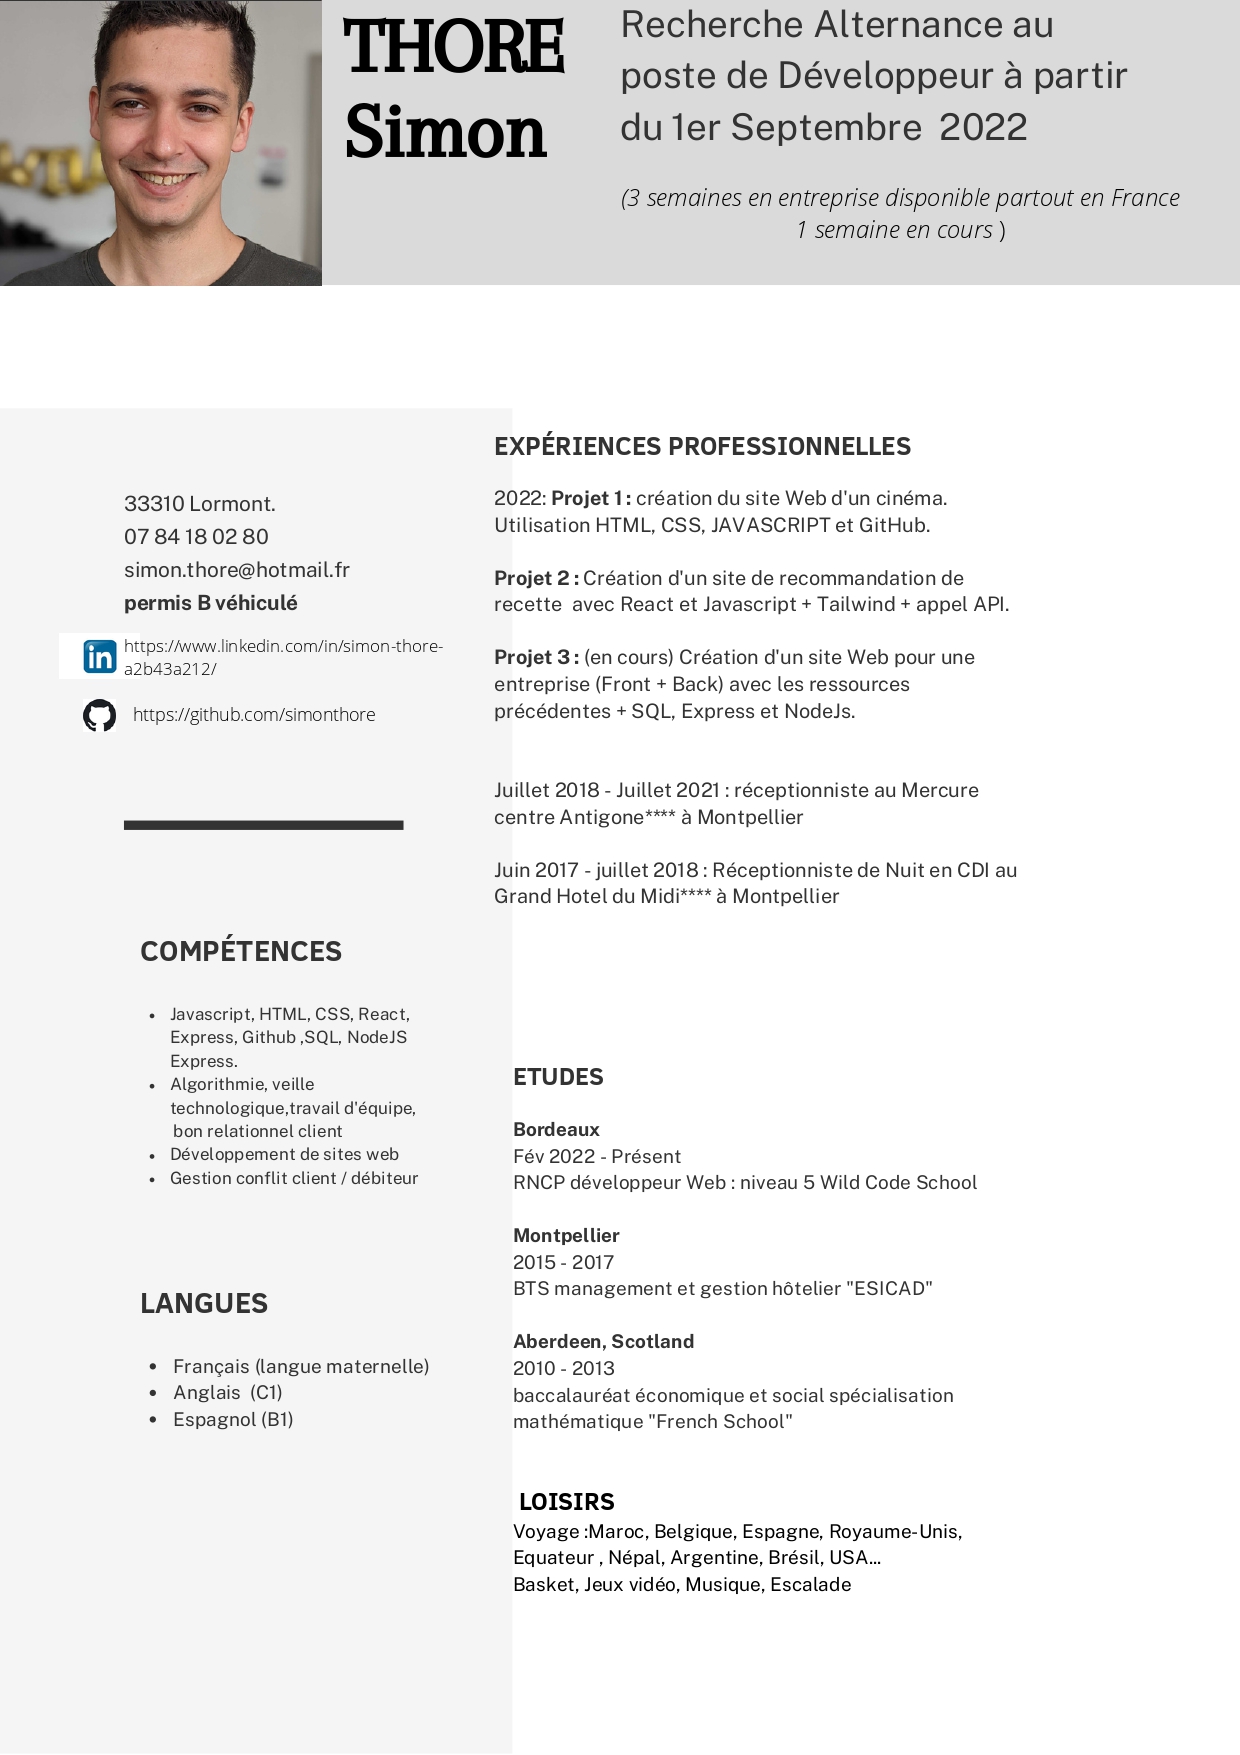 THORE
Simon
Recherche Alternance au
poste de Développeur à partir
du 1er Septembre  2022
(3 semaines en entreprise disponible partout en France
1 semaine en cours )
33310 Lormont.
07 84 18 02 80
simon.thore@hotmail.fr
permis B véhiculé
in
https://www.linkedin.com/in/simon-thore-
a2b43a212/
https://github.com/simonthore
COMPÉTENCES
• Javascript, HTML, CSS, React,
Express, Github ,SQL, NodeJS
Express.
• Algorithmie, veille
technologique,travail d'équipe,
bon relationnel client
• Développement de sites web
• Gestion conflit client / débiteur
LANGUES
• Français (langue maternelle)
• Anglais  (C1)
• Espagnol (B1)
EXPÉRIENCES PROFESSIONNELLES
2022: Projet 1 : création du site Web d'un cinéma.
Utilisation HTML, CSS, JAVASCRIPT et GitHub.
Projet 2 : Création d'un site de recommandation de
recette  avec React et Javascript + Tailwind + appel API.
Projet 3 : (en cours) Création d'un site Web pour une
entreprise (Front + Back) avec les ressources
précédentes + SQL, Express et NodeJs.
Juillet 2018 - Juillet 2021 : réceptionniste au Mercure
centre Antigone**** à Montpellier
Juin 2017 - juillet 2018 : Réceptionniste de Nuit en CDI au
Grand Hotel du Midi**** à Montpellier
ETUDES
Bordeaux
Fév 2022 - Présent
RNCP développeur Web : niveau 5 Wild Code School
Montpellier
2015 - 2017
BTS management et gestion hôtelier "ESICAD"
Aberdeen, Scotland
2010 - 2013
baccalauréat économique et social spécialisation
mathématique "French School"
LOISIRS
Voyage :Maroc, Belgique, Espagne, Royaume-Unis,
Equateur , Népal, Argentine, Brésil, USA...
Basket, Jeux vidéo, Musique, Escalade